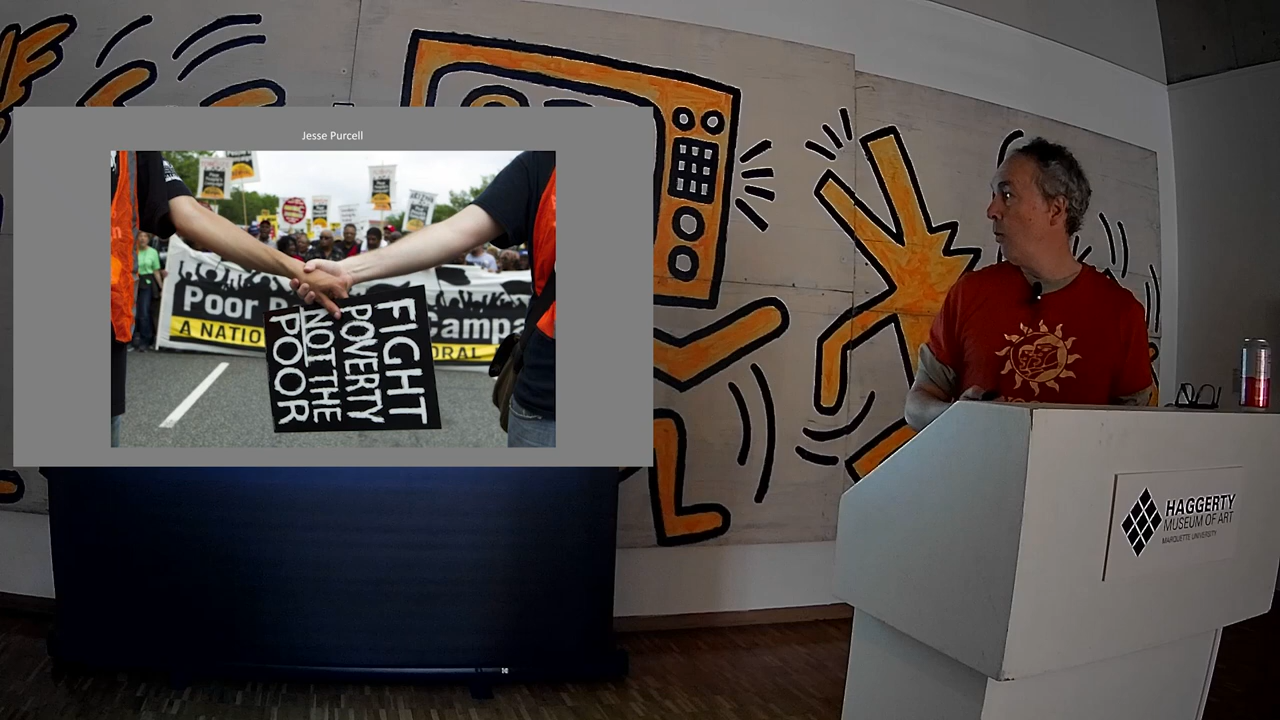 Jesse Purcell
Poor
Campa
A NATIO
ORAL
FIGHT
POVERTY
NOT THE
POOR
HAGGERTY
MUSEUM OF ART
MARQUETTE UNIVERSITY